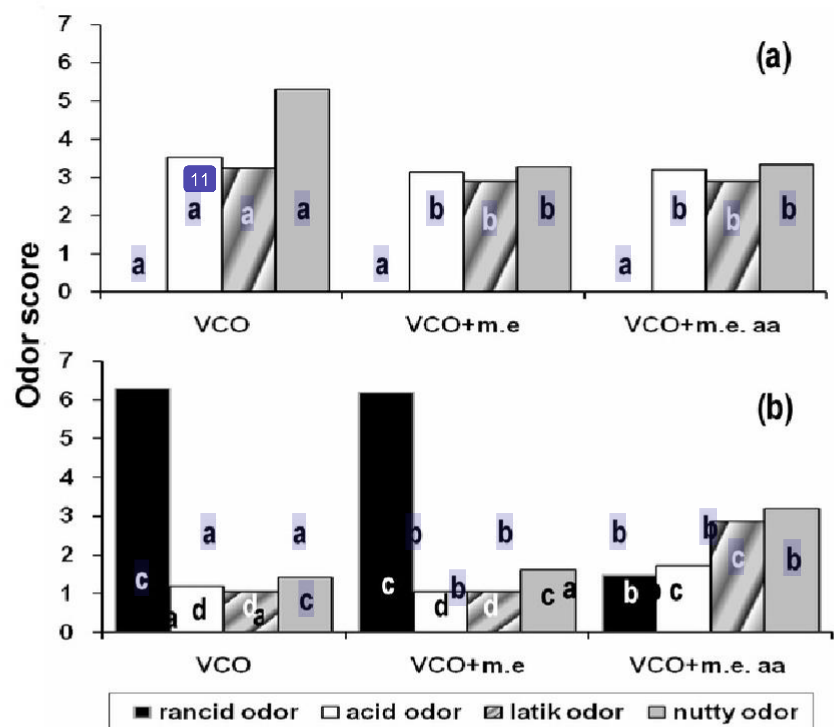 7
(a)
6
5
4
3
11
2
a a a b b b b b b
1
a a a
0
VCO VCO+m.e VCO+m.e. aa
Odor score
7
(b)
6
5
4
3
a a b b b b
2
c b
1
c a d d a c c d b d c a b b c
0
VCO VCO+m.e VCO+m.e. aa
rancid odor acid odor latik odor nutty odor